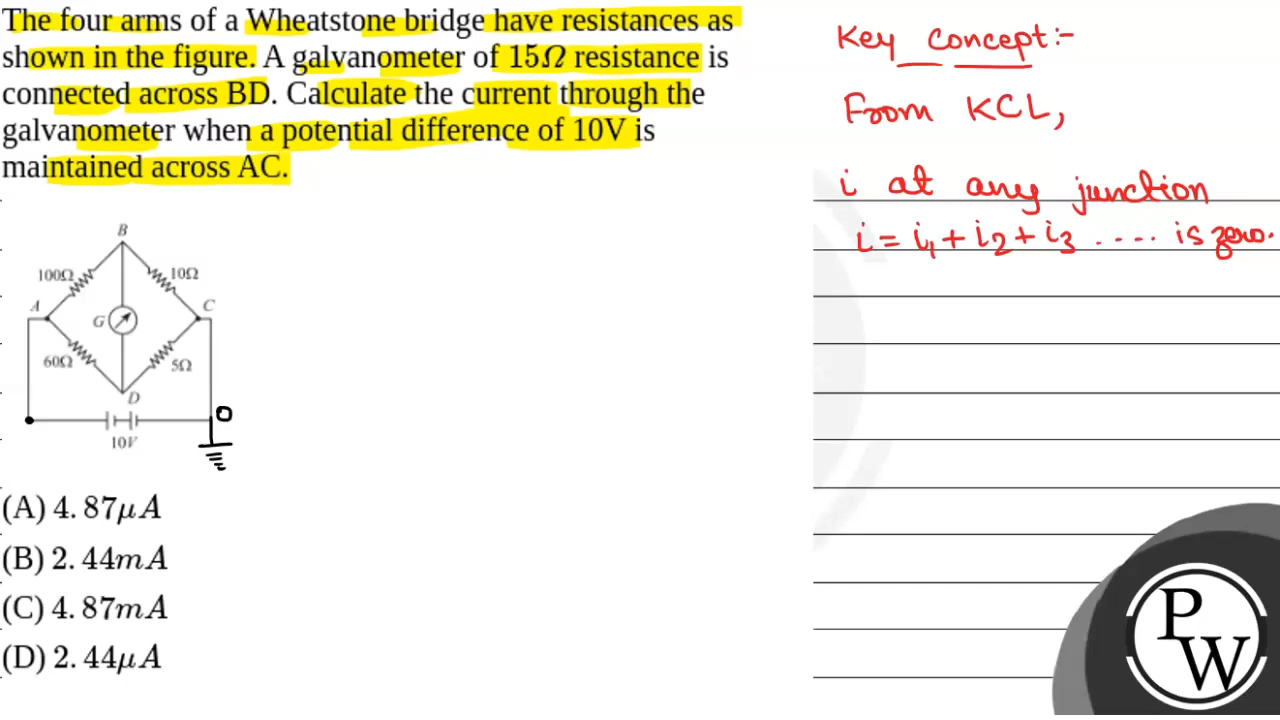 The four arms of a Wheatstone bridge have resistances as
shown in the figure. A galvanometer of 15Ω resistance is
connected across BD. Calculate the current through the
galvanometer when a potential difference of 10V is
maintained across AC.
B
100Ω
10Ω
A
C
G
60Ω
5Ω
D
0
10V
(A) 4.87μA
(B) 2.44mA
(C) 4.87mA
(D) 2.44μA
Key concept:-
From KCL,
i at any junction
i = i1 + i2 + i3 .... is zero.
P
W